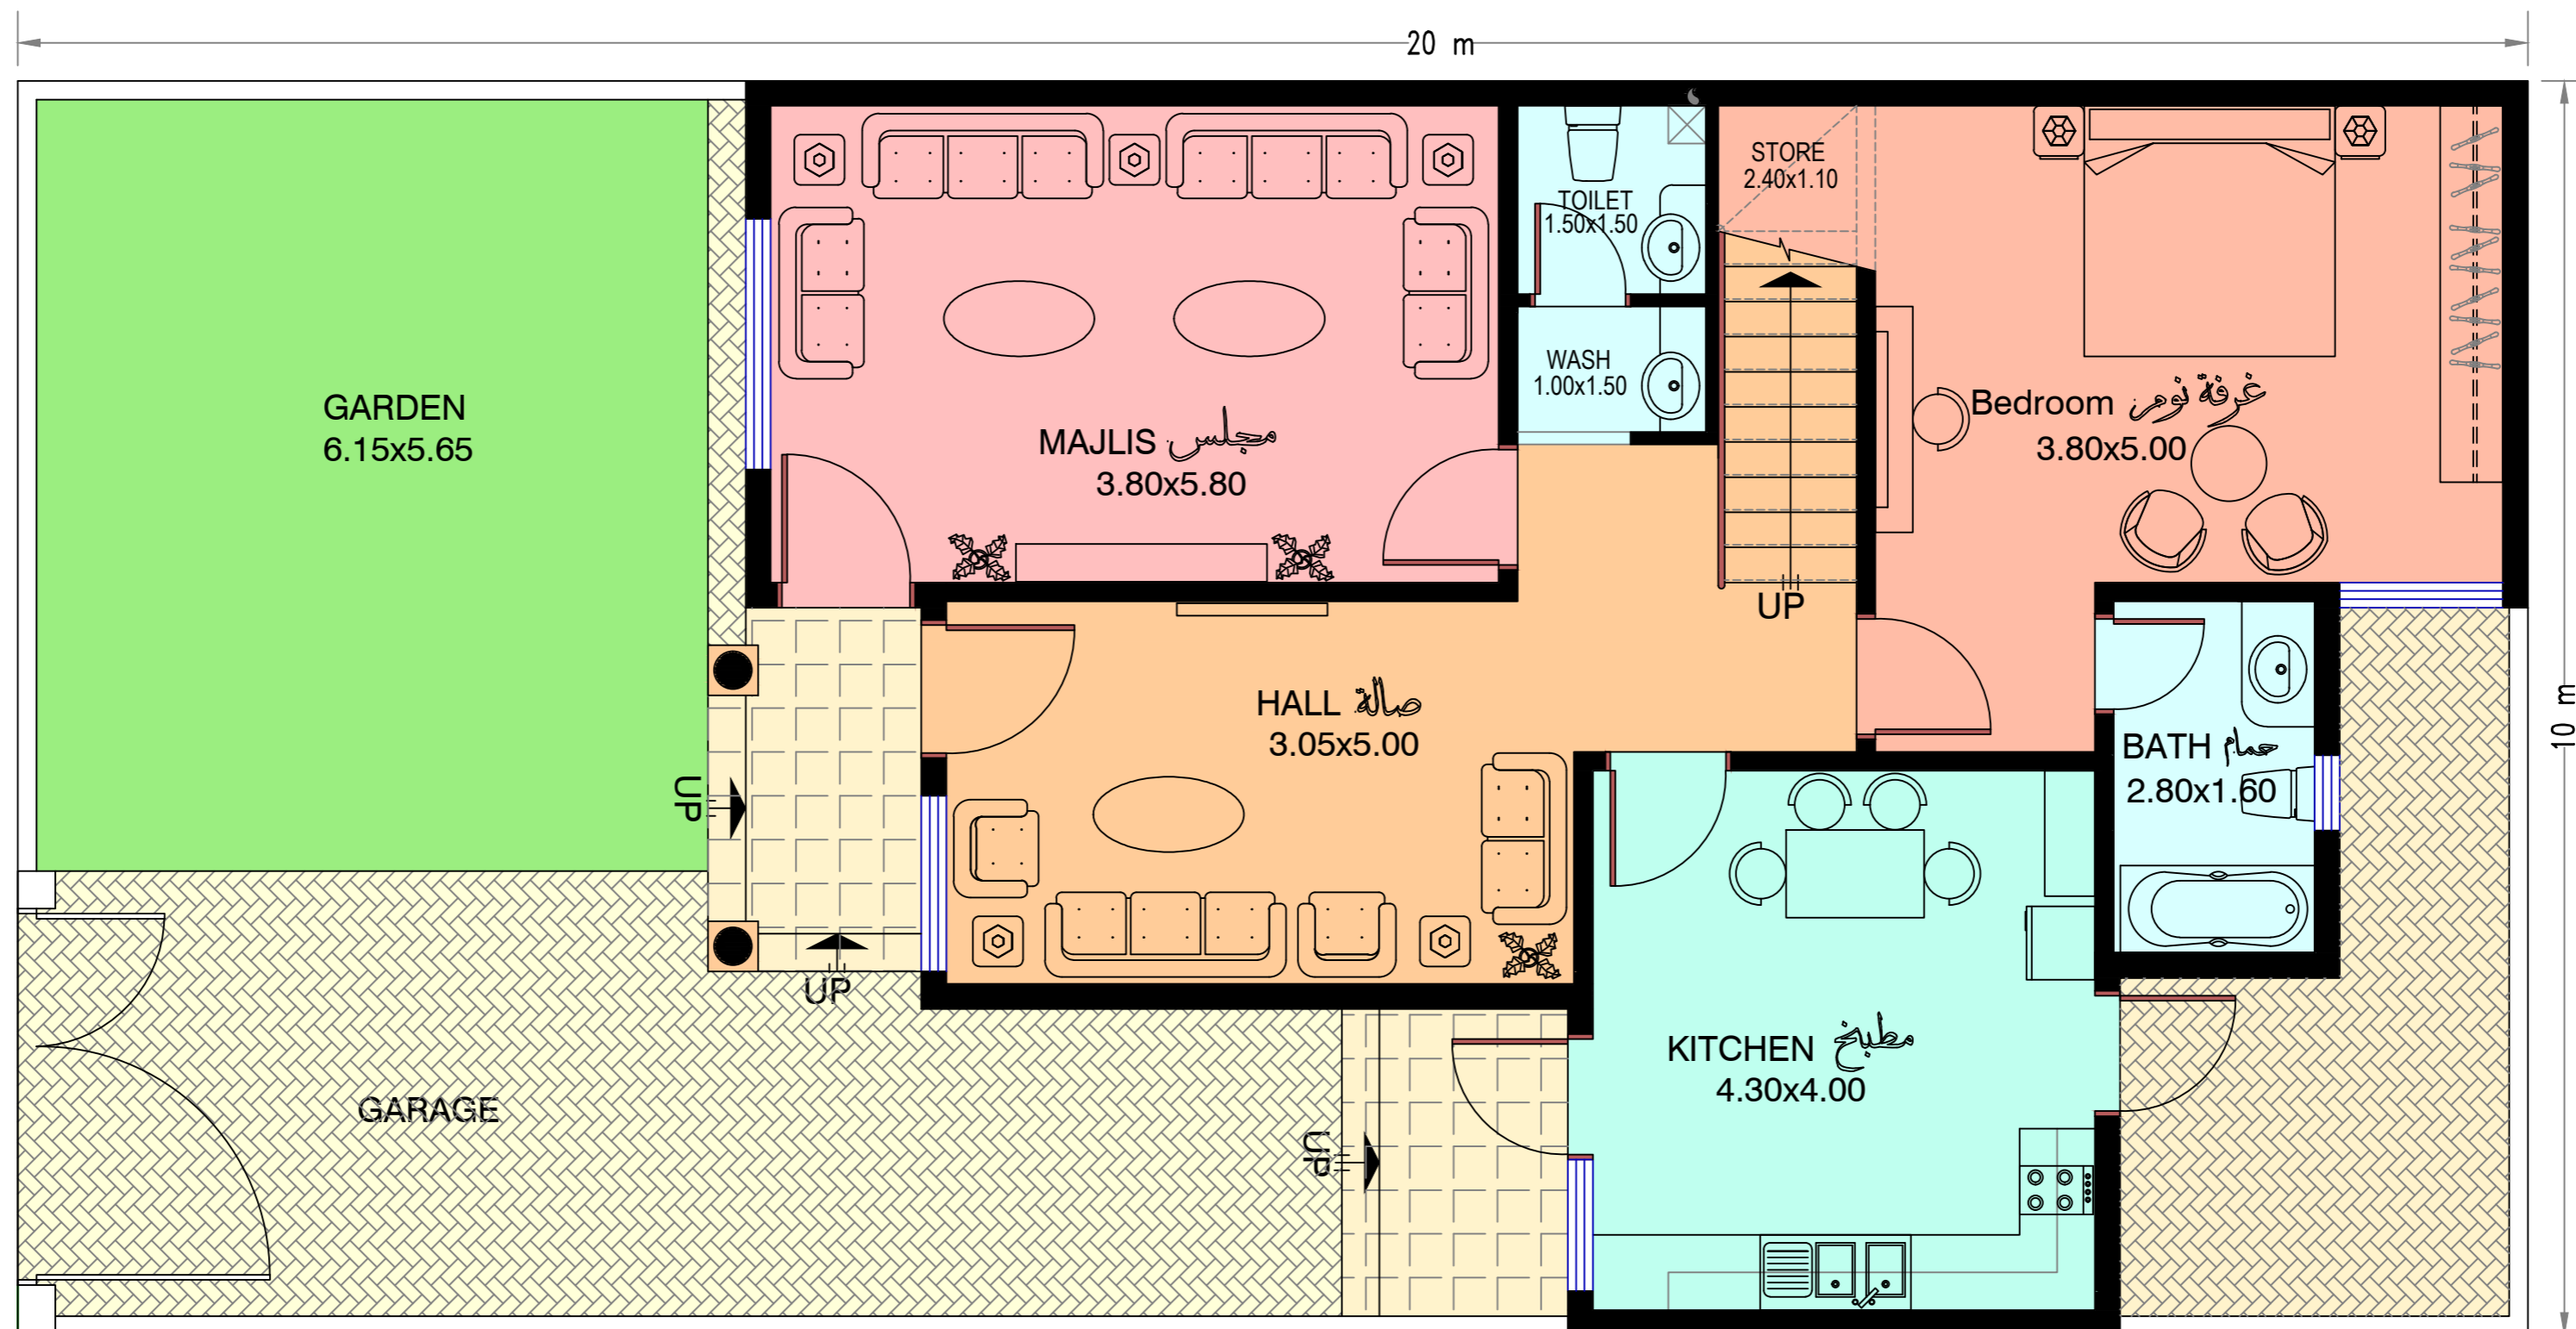 20 m
STORE
2.40x1.10
TOILET
1.50x1.50
WASH
1.00x1.50
GARDEN
6.15x5.65
MAJLIS مجلس
3.80x5.80
Bedroom غرفة نوم
3.80x5.00
UP
HALL صالة
3.05x5.00
10 m
BATH حمام
2.80x1.60
UP
UP
KITCHEN مطبخ
4.30x4.00
GARAGE
UP